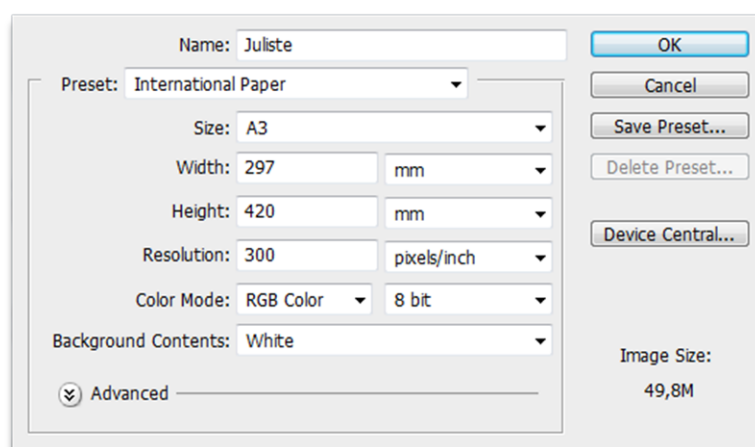 Name: Juliste
OK
Preset: International Paper
Cancel
Size: A3
Save Preset...
Width: 297 mm
Delete Preset...
Height: 420 mm
Device Central...
Resolution: 300 pixels/inch
Color Mode: RGB Color 8 bit
Background Contents: White
Image Size:
49,8M
Advanced